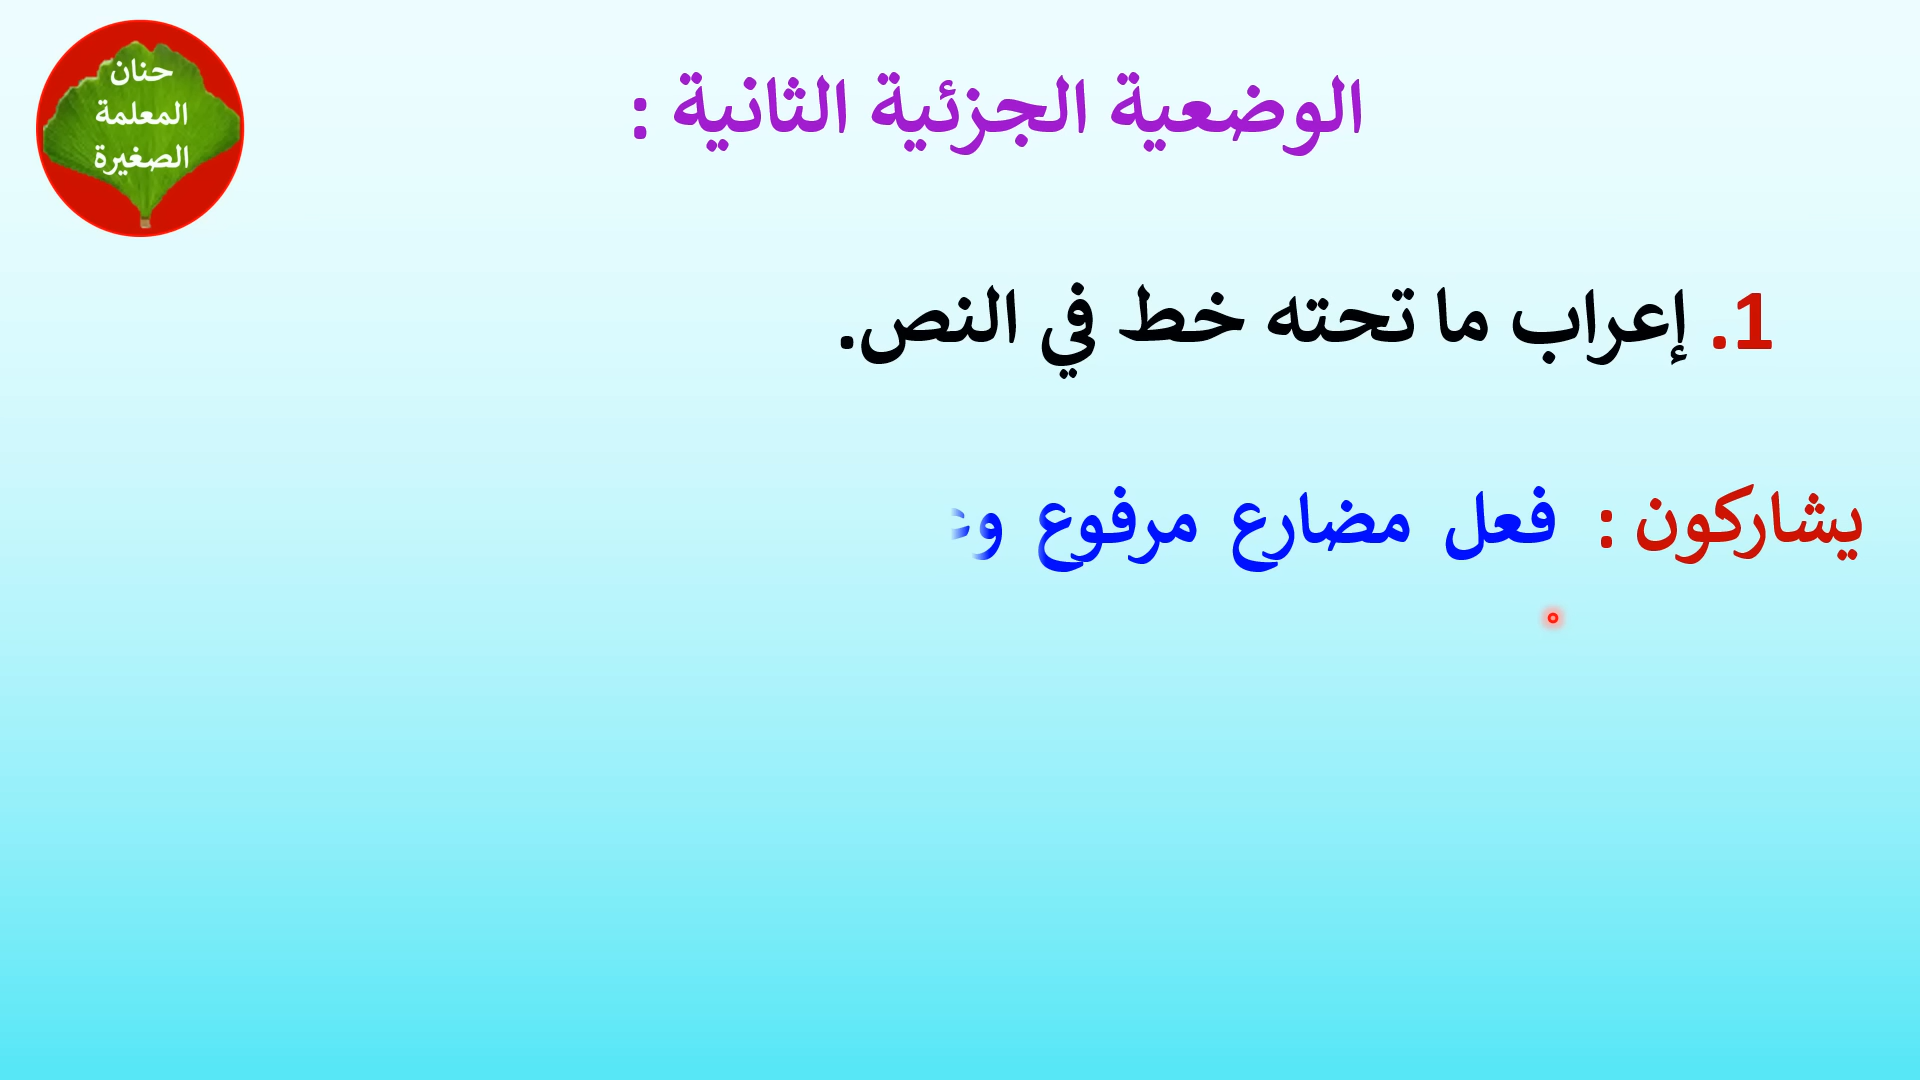 حنان
المعلمة
الصغيرة
الوضعية الجزئية الثانية :
1. إعراب ما تحته خط في النص.
يشاركون : فعل مضارع مرفوع